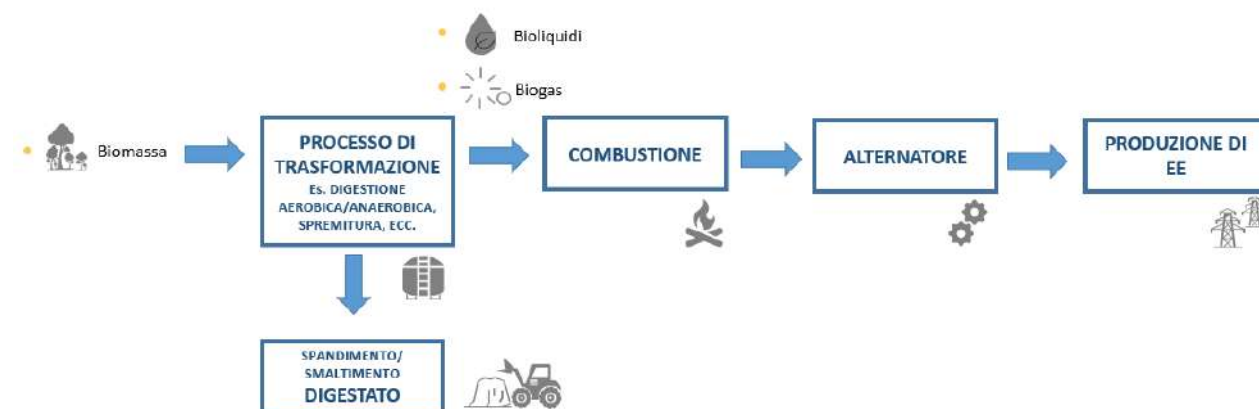 Bioliquidi
Biogas
Biomassa
PROCESSO DI
TRASFORMAZIONE
Es. DIGESTIONE
AEROBICA/ANAEROBICA,
SPREMITURA, ECC.
COMBUSTIONE
ALTERNATORE
PRODUZIONE DI
EE
SPANDIMENTO/
SMALTIMENTO
DIGESTATO